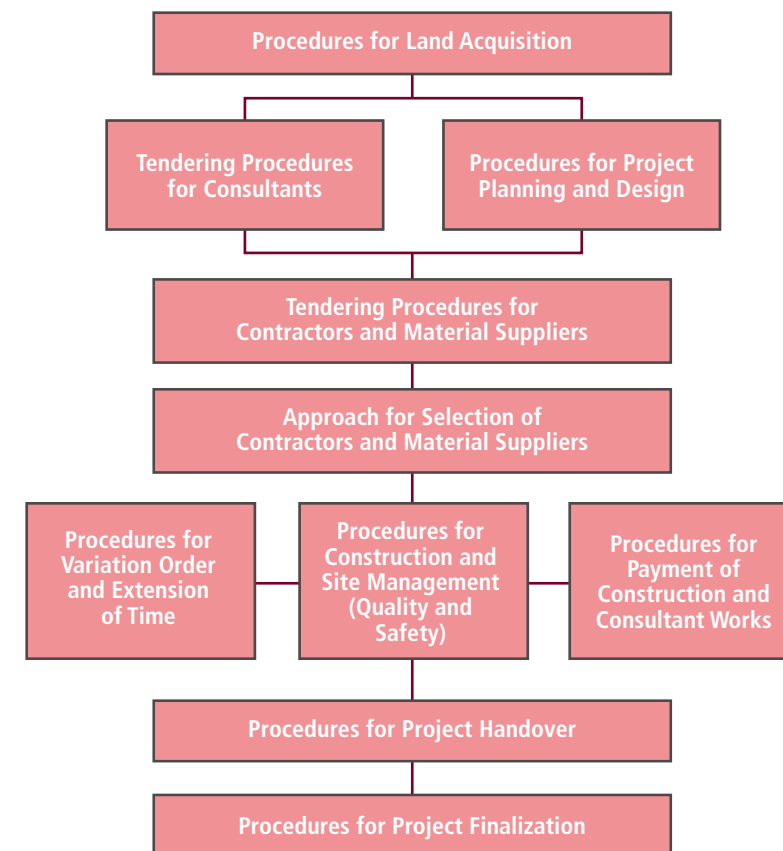 Procedures for Land Acquisition
Tendering Procedures
for Consultants
Procedures for Project
Planning and Design
Tendering Procedures for
Contractors and Material Suppliers
Approach for Selection of
Contractors and Material Suppliers
Procedures for
Variation Order
and Extension
of Time
Procedures for
Construction and
Site Management
(Quality and
Safety)
Procedures for
Payment of
Construction and
Consultant Works
Procedures for Project Handover
Procedures for Project Finalization